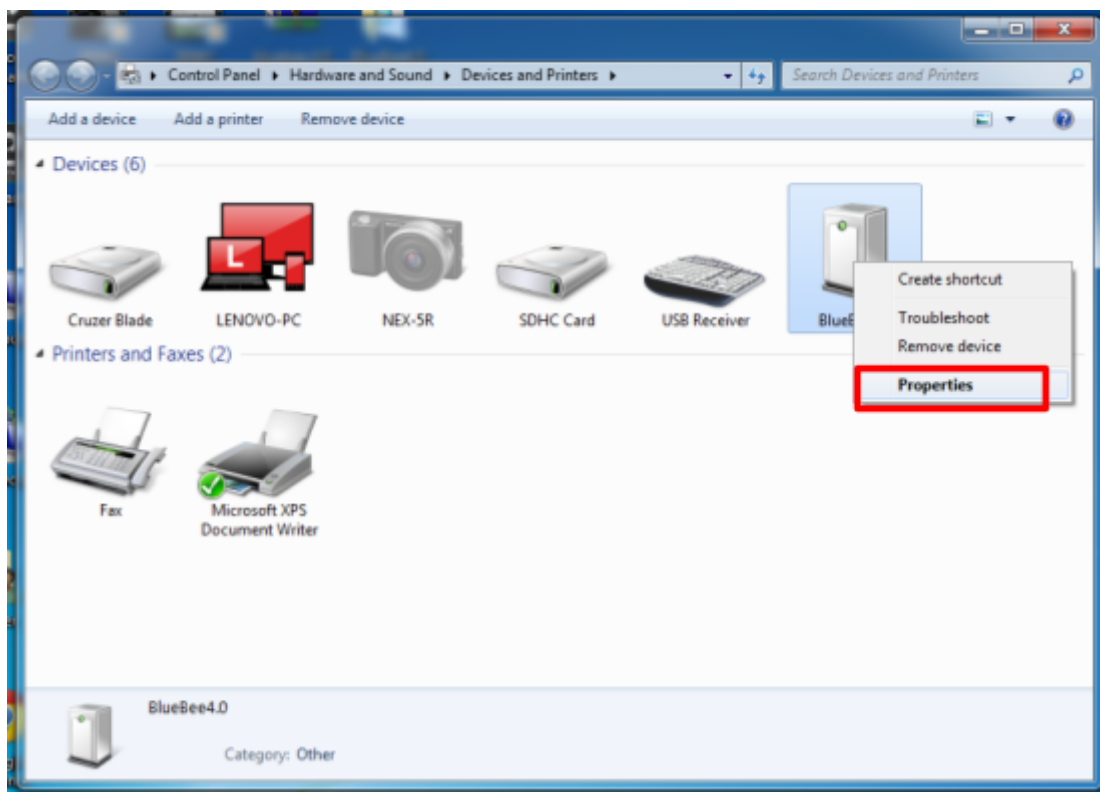 Control Panel Hardware and Sound Devices and Printers
Search Devices and Printers
Add a device Add a printer Remove device
Devices (6)
L
Cruzer Blade LENOVO-PC NEX-5R SDHC Card USB Receiver
Create shortcut
Troubleshoot
Remove device
Properties
Printers and Faxes (2)
Fax Microsoft XPS
Document Writer
BlueBee4.0
Category: Other